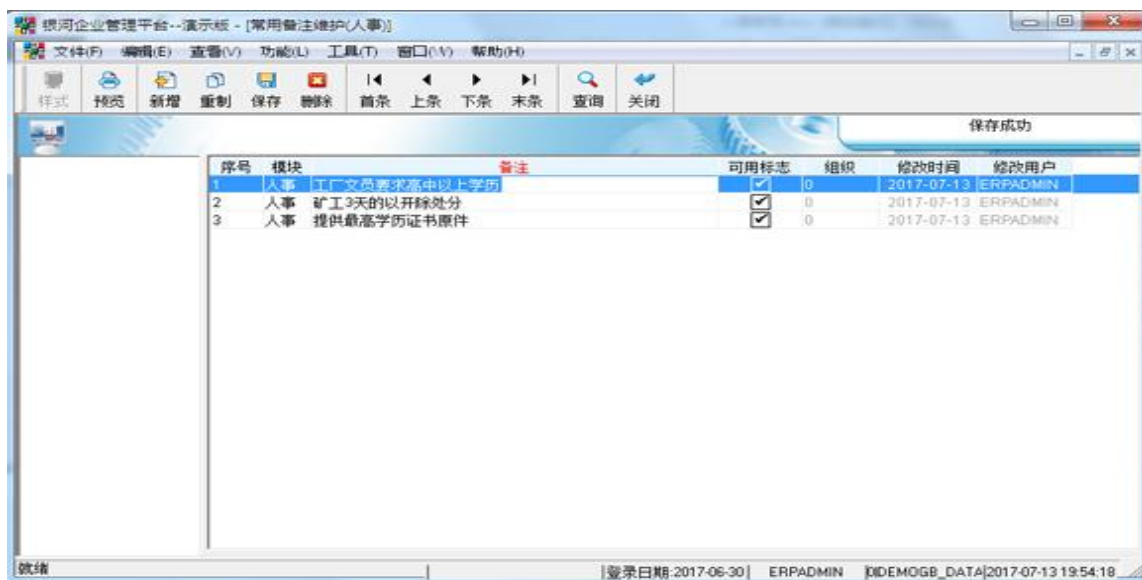 银河企业管理平台--演示板 - [常用备注维护(人事)]
文件(F) 编辑(E) 查看(V) 功能(L) 工具(T) 窗口(W) 帮助(H)
样式 预览 新增 重制 保存 删除 首条 上条 下条 末条 查询 关闭
保存成功
序号 模块 备注 可用标志 组织 修改时间 修改用户
1 人事 工厂文员要求高中以上学历 0 2017-07-13 ERPADMIN
2 人事 矿工3天的以开除处分 0 2017-07-13 ERPADMIN
3 人事 提供最高学历证书原件 0 2017-07-13 ERPADMIN
就绪 登录日期:2017-06-30 ERPADMIN DIDEMOGB_DATA 2017-07-13 19:54:18